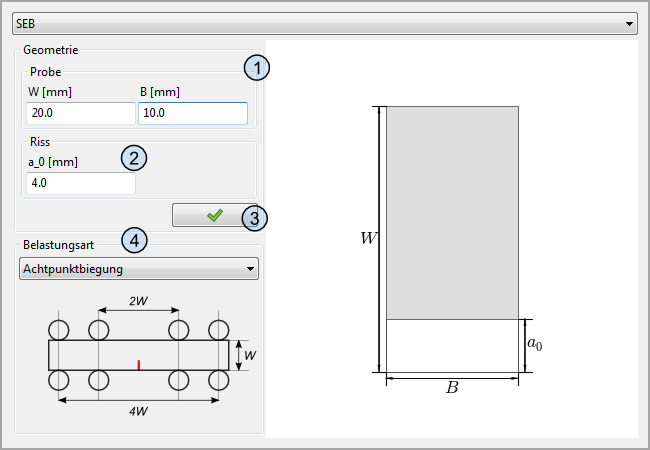 SEB
Geometrie
Probe
1
W [mm]
B [mm]
20.0
10.0
Riss
2
a_0 [mm]
4.0
3
Belastungsart
4
Achtpunktbiegung
2W
W
4W
W
a0
B